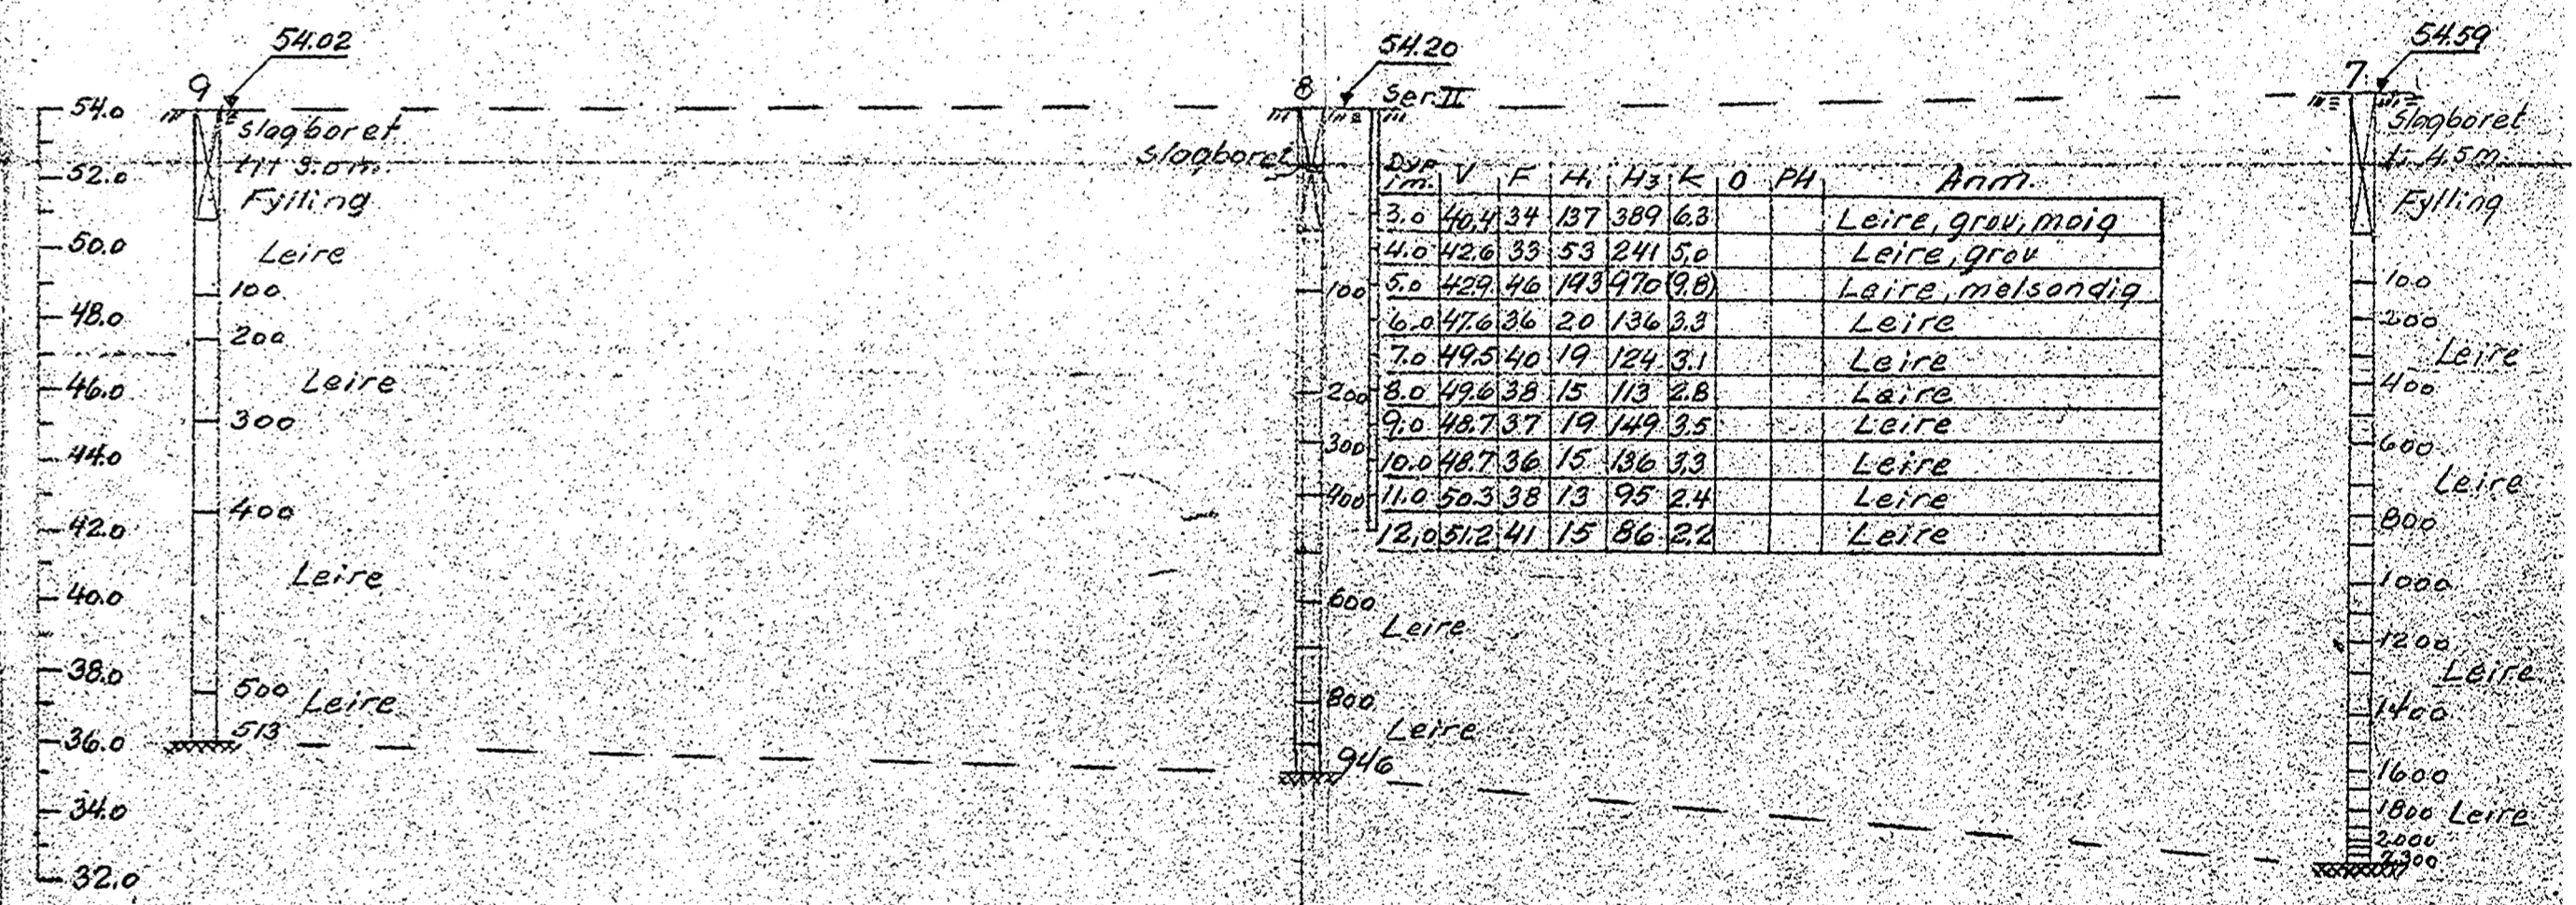 54.02
9
54.0
slagboret
til 3.0 m.
52.0
Fylling
50.0
Leire
100
48.0
200
Leire
46.0
300
44.0
400
42.0
Leire
40.0
38.0
500 Leire
513
36.0
34.0
32.0
54.20
8
Ser. II
slagboret
Dyp i m. V F H1 H3 K O PH Anm.
3.0 40.4 34 137 389 6.3 Leire, grov, moig
4.0 42.6 33 53 241 5.0 Leire, grov
5.0 42.9 46 193 970 (9.8) Leire, melsandig
6.0 47.6 36 20 136 3.3 Leire
7.0 49.5 40 19 124 3.1 Leire
8.0 49.6 38 15 113 2.8 Leire
9.0 48.7 37 19 149 3.5 Leire
10.0 48.7 36 15 136 3.3 Leire
11.0 50.3 38 13 95 2.4 Leire
12.0 51.2 41 15 86 2.2 Leire
100
200
300
400
600
Leire
800
Leire
946
54.59
7
slagboret
ti 4.5 m.
Fylling
100
200
Leire
400
600
Leire
800
1000
1200
Leire
1400
1600
1800 Leire
2000
2300